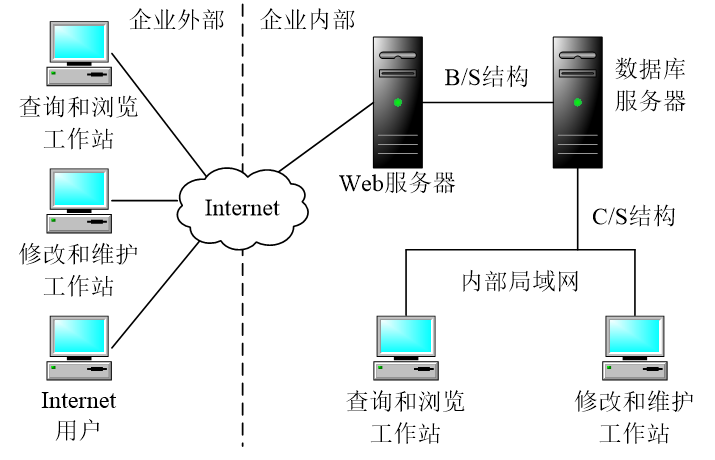 企业外部
企业内部
查询和浏览
工作站
修改和维护
工作站
Internet
用户
Internet
Web服务器
B/S结构
数据库
服务器
C/S结构
内部局域网
查询和浏览
工作站
修改和维护
工作站